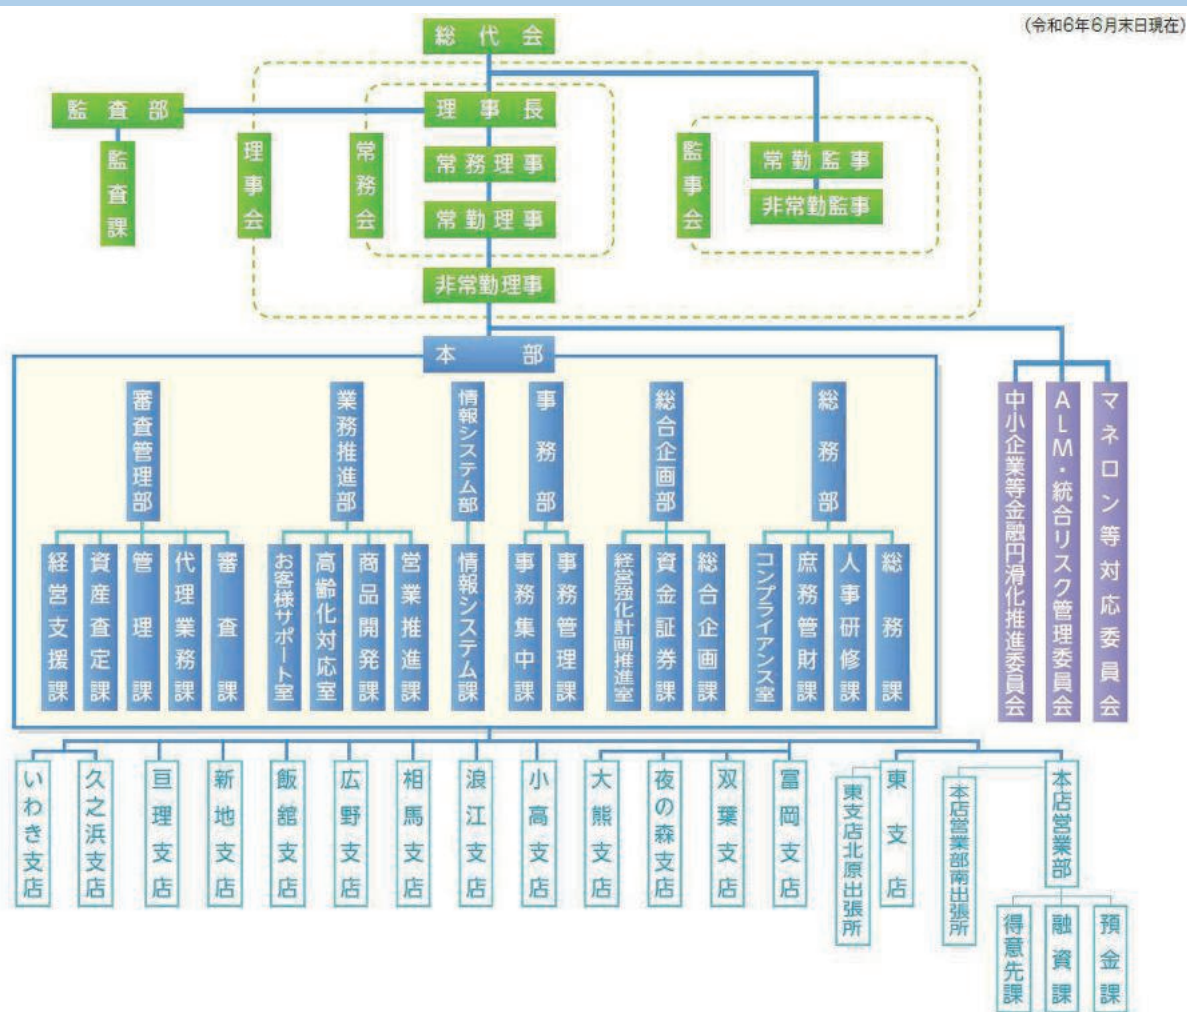 (令和6年6月末日現在)
総代会
監査部
監査課
理事会
常務会
理事長
常務理事
常勤理事
非常勤理事
監事会
常勤監事
非常勤監事
本部
審査管理部
業務推進部
情報システム部
事務部
総合企画部
総務部
経営支援課
資産査定課
管理課
代理業務課
審査課
お客様サポート室
高齢化対応室
商品開発課
営業推進課
情報システム課
事務集中課
事務管理課
経営強化計画推進室
資金証券課
総合企画課
コンプライアンス室
庶務管財課
人事研修課
総務課
中小企業等金融円滑化推進委員会
ALM・統合リスク管理委員会
マネロン等対応委員会
いわき支店
久之浜支店
亘理支店
新地支店
飯舘支店
広野支店
相馬支店
浪江支店
小高支店
大熊支店
夜の森支店
双葉支店
富岡支店
東支店北原出張所
東支店
本店営業部南出張所
本店営業部
得意先課
融資課
預金課